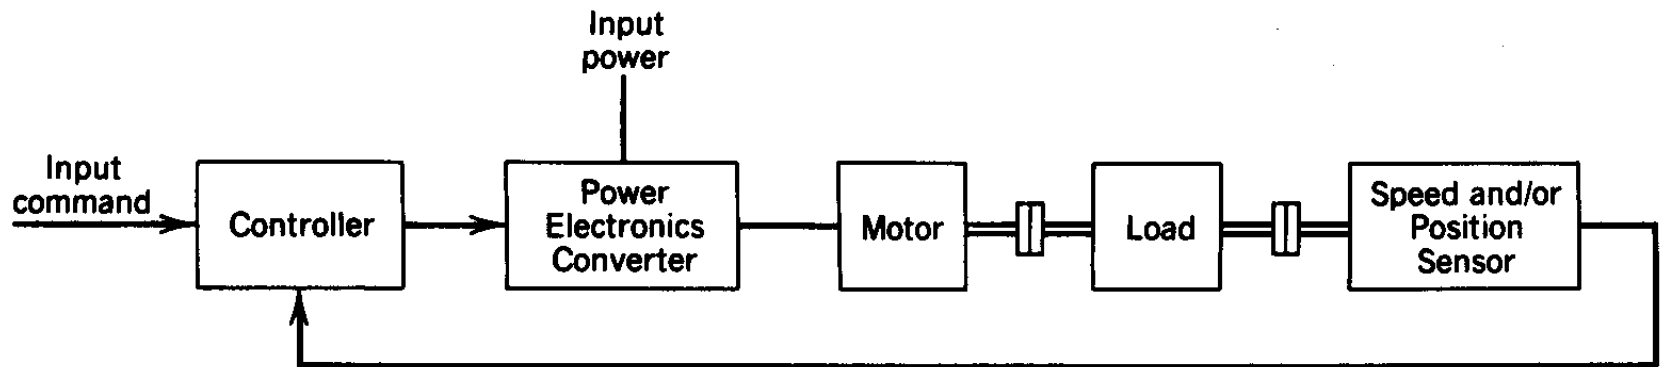 Input
power
Input
command
Controller
Power
Electronics
Converter
Motor
Load
Speed and/or
Position
Sensor